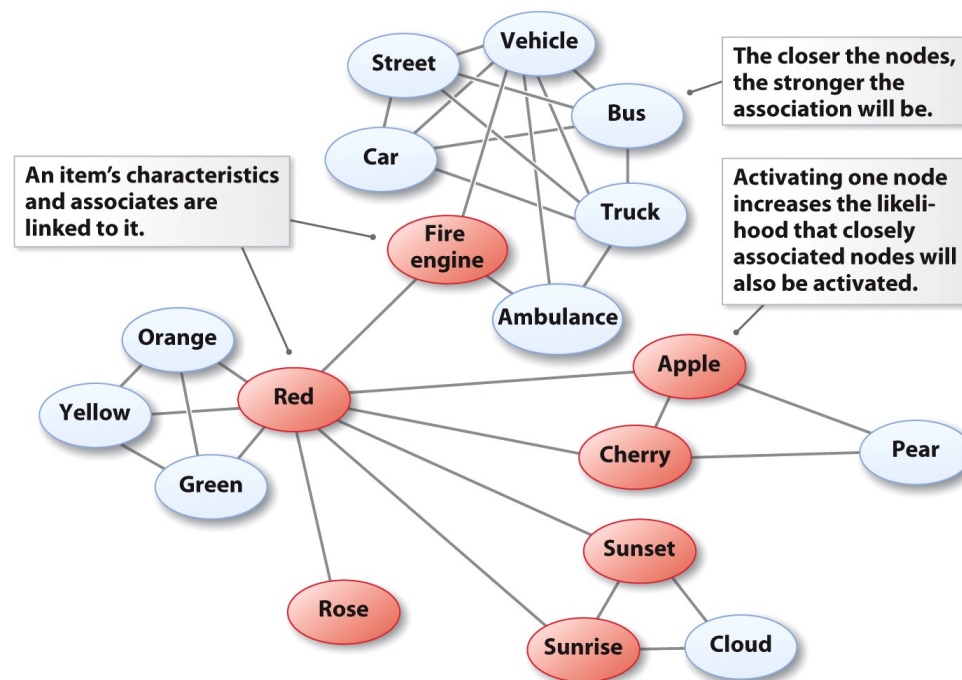 Vehicle
Street
The closer the nodes,
the stronger the
association will be.
Bus
Car
An item's characteristics
and associates are
linked to it.
Activating one node
increases the likeli-
hood that closely
associated nodes will
also be activated.
Truck
Fire
engine
Ambulance
Orange
Apple
Red
Yellow
Cherry
Pear
Green
Sunset
Rose
Sunrise
Cloud